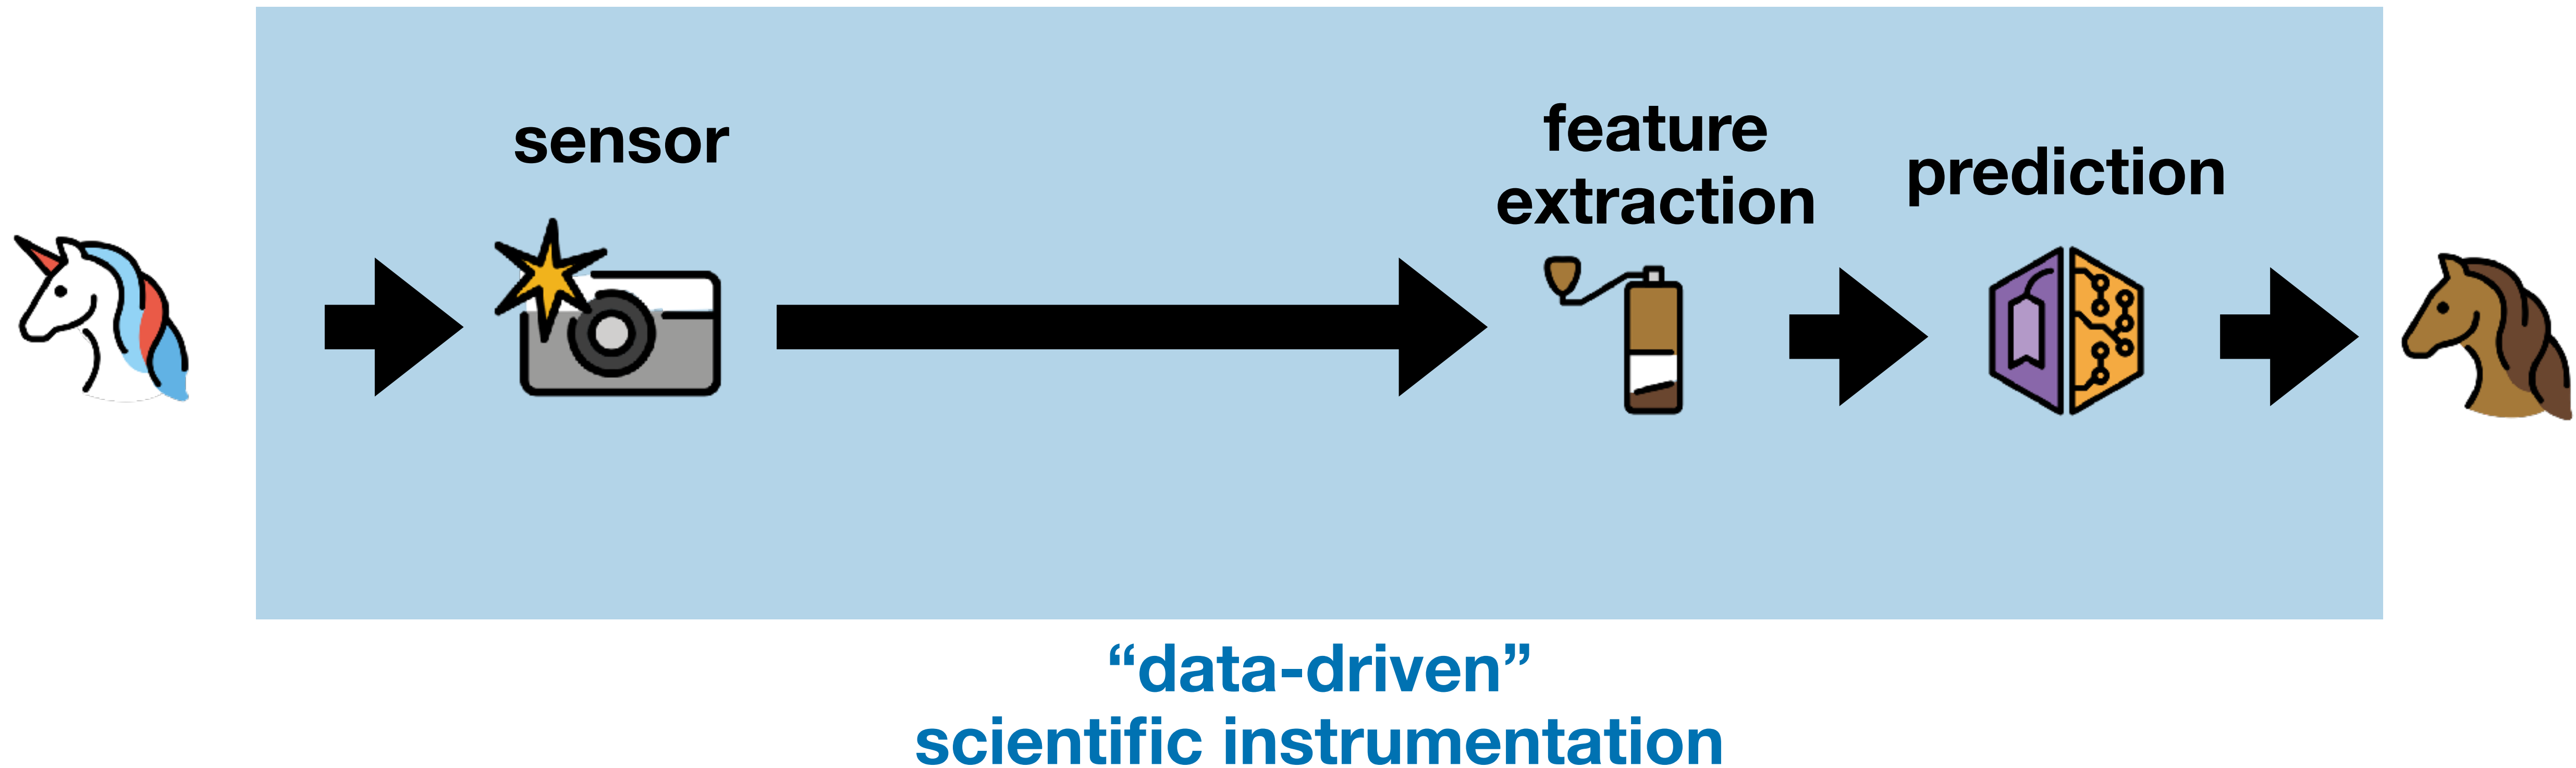 sensor
feature
extraction
prediction
“data-driven”
scientific instrumentation